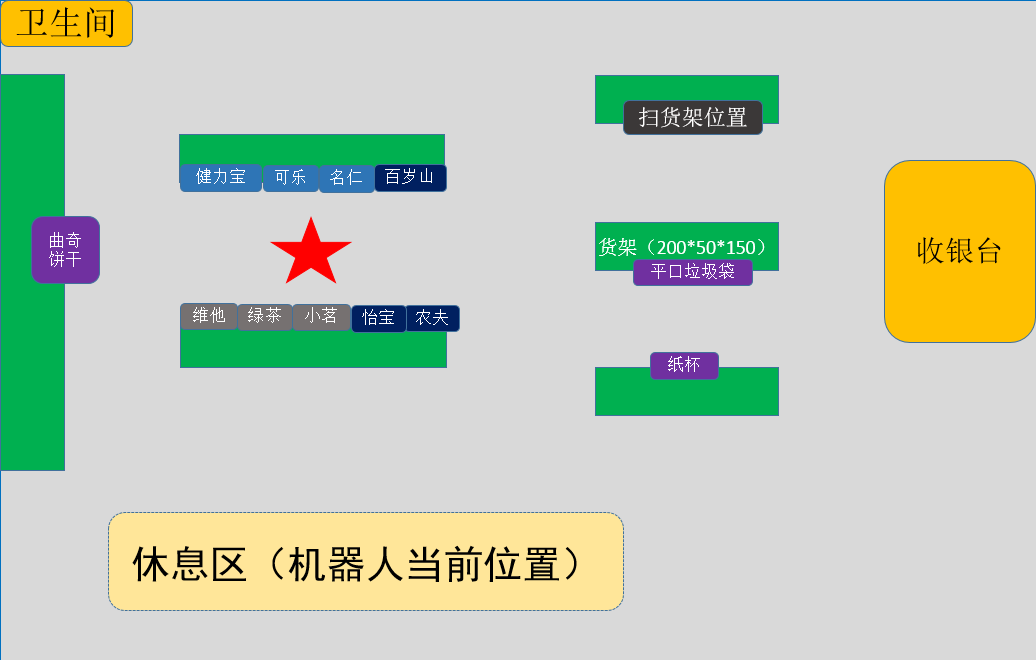 卫生间
扫货架位置
健力宝
可乐
名仁
百岁山
曲奇
饼干
收银台
货架（200*50*150）
平口垃圾袋
维他
绿茶
小茗
怡宝
农夫
纸杯
休息区（机器人当前位置）